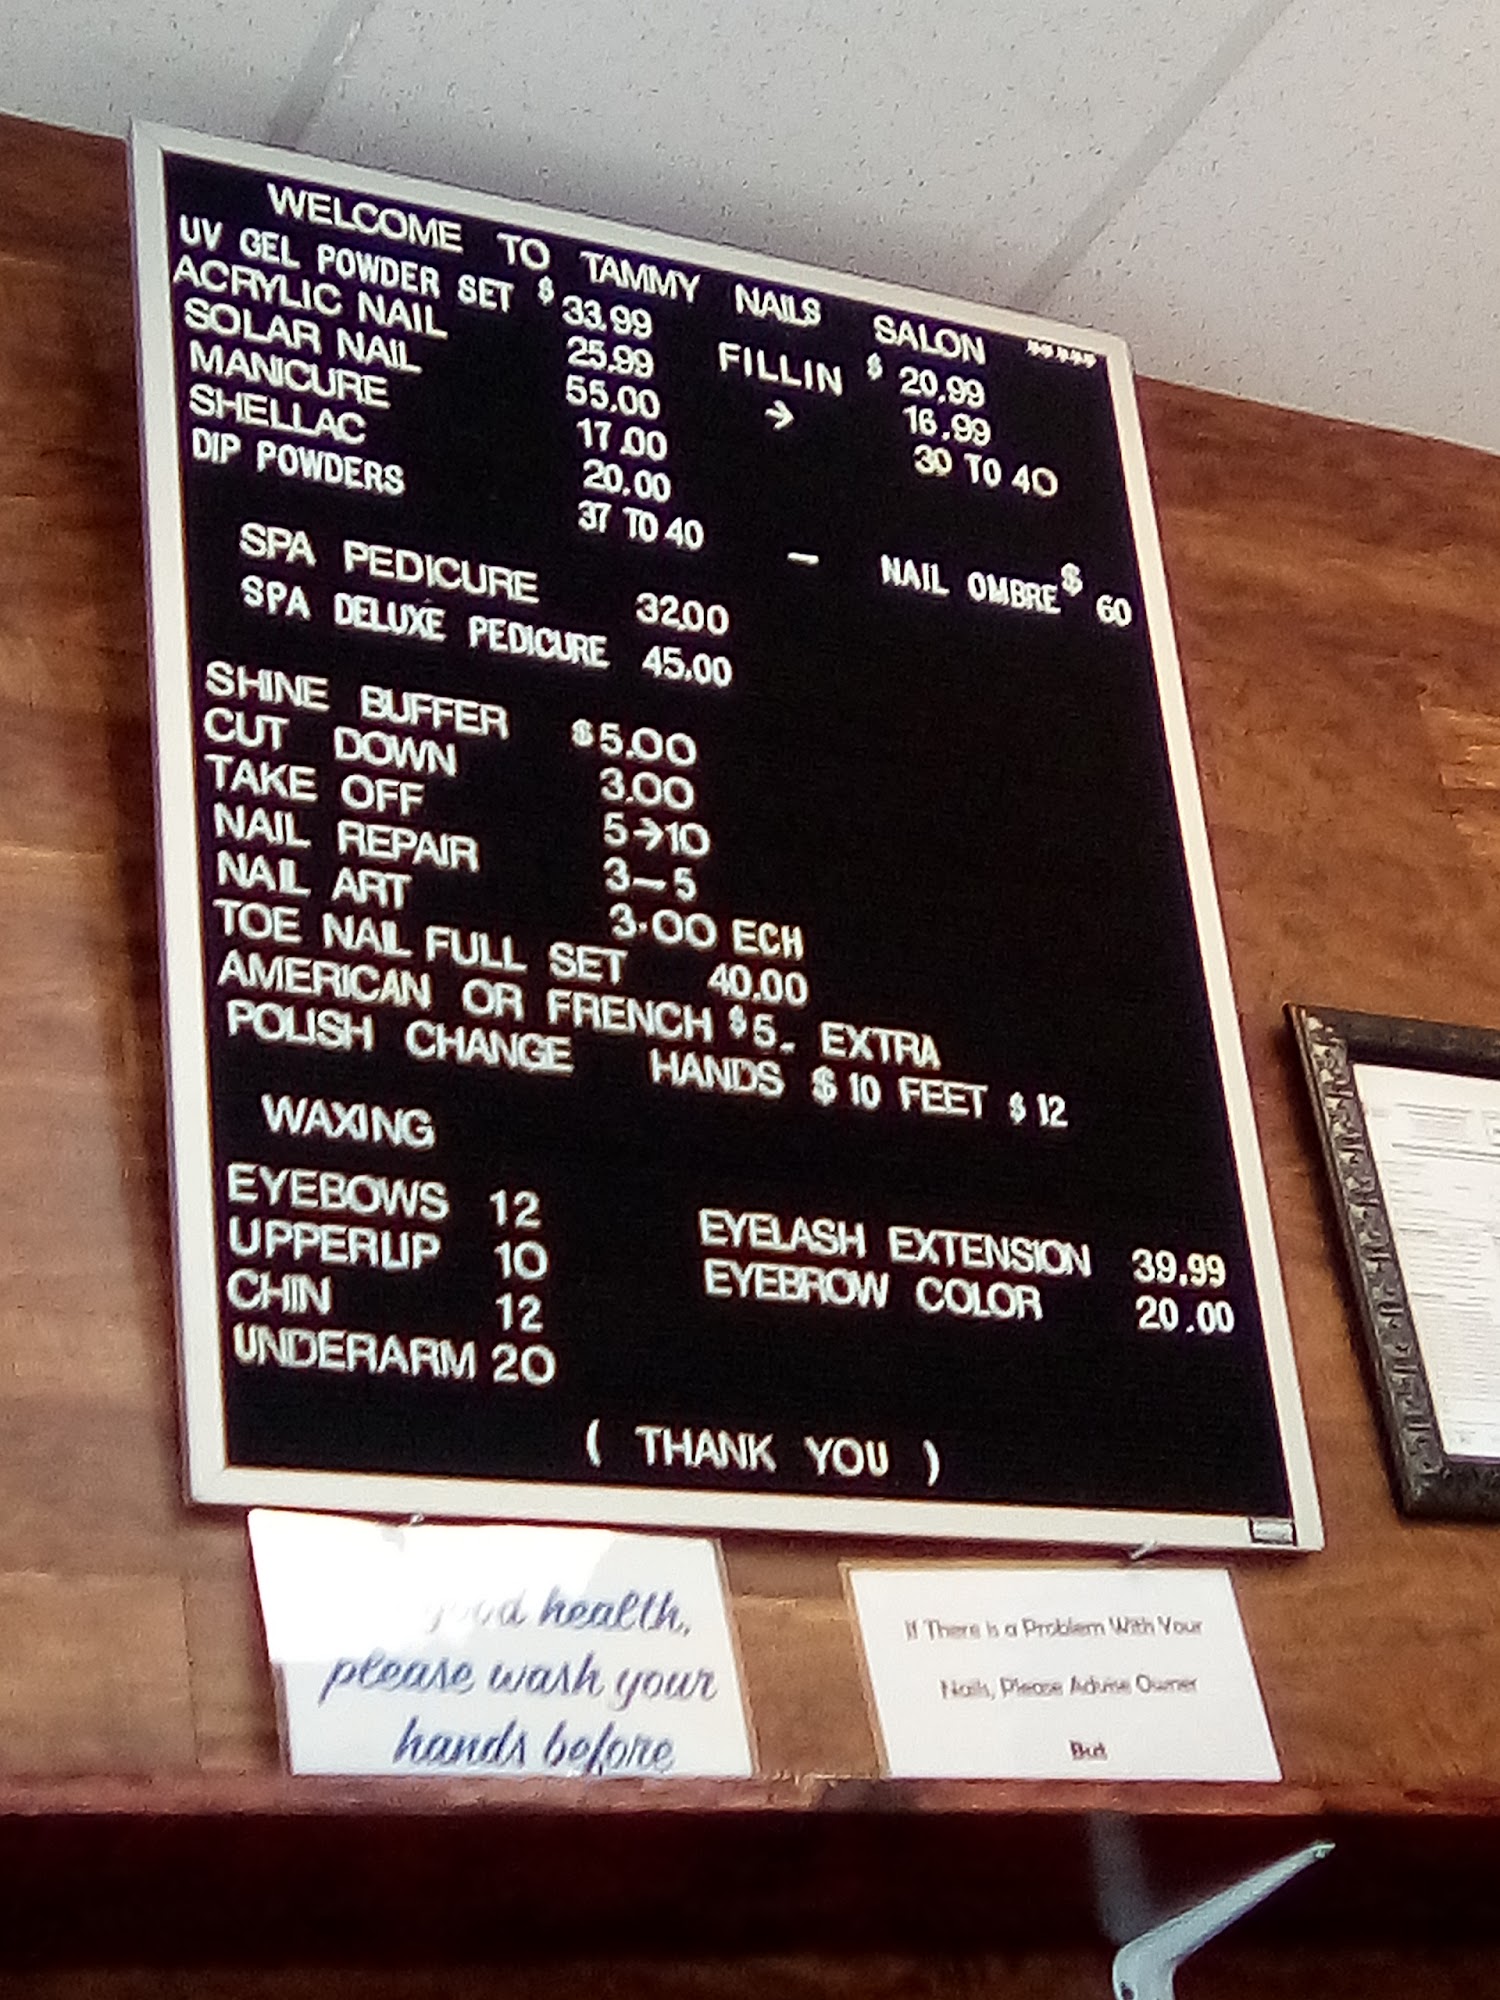 WELCOME TO TAMMY NAILS SALON *****
UV GEL POWDER SET $ 33.99 FILLIN $ 20.99
ACRYLIC NAIL 25.99 → 16.99
SOLAR NAIL 55.00 30 TO 40
MANICURE 17.00
SHELLAC 20.00
DIP POWDERS 37 TO 40 — NAIL OMBRE $ 60
SPA PEDICURE 3200
SPA DELUXE PEDICURE 45.00
SHINE BUFFER $5.00
CUT DOWN 3.00
TAKE OFF 5→10
NAIL REPAIR 3—5
NAIL ART 3.00 ECH
TOE NAIL FULL SET 40.00
AMERICAN OR FRENCH $5- EXTRA
POLISH CHANGE HANDS $10 FEET $12
WAXING
EYEBOWS 12
UPPERLIP 10 EYELASH EXTENSION 39.99
CHIN 12 EYEBROW COLOR 20.00
UNDERARM 20
( THANK YOU )
good health,
please wash your
hands before
If There Is a Problem With Your
Nails, Please Advise Owner
But